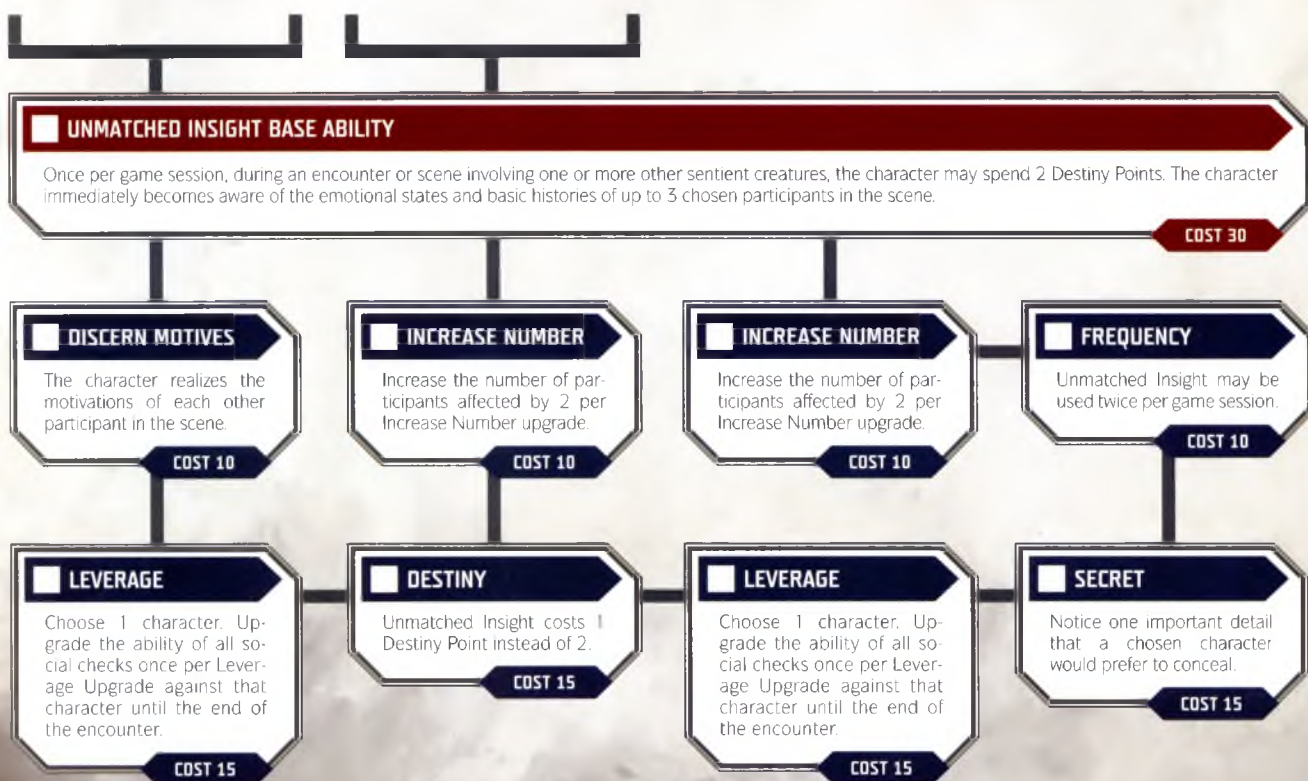 UNMATCHED INSIGHT BASE ABILITY
Once per game session, during an encounter or scene involving one or more other sentient creatures, the character may spend 2 Destiny Points. The character
immediately becomes aware of the emotional states and basic histories of up to 3 chosen participants in the scene.
COST 30
DISCERN MOTIVES
The character realizes the
motivations of each other
participant in the scene.
COST 10
INCREASE NUMBER
Increase the number of par-
ticipants affected by 2 per
Increase Number upgrade.
COST 10
INCREASE NUMBER
Increase the number of par-
ticipants affected by 2 per
Increase Number upgrade.
COST 10
FREQUENCY
Unmatched Insight may be
used twice per game session.
COST 10
LEVERAGE
Choose 1 character. Up-
grade the ability of all so-
cial checks once per Lever-
age Upgrade against that
character until the end of
the encounter.
COST 15
DESTINY
Unmatched Insight costs 1
Destiny Point instead of 2.
COST 15
LEVERAGE
Choose 1 character. Up-
grade the ability of all so-
cial checks once per Lever-
age Upgrade against that
character until the end of
the encounter.
COST 15
SECRET
Notice one important detail
that a chosen character
would prefer to conceal.
COST 15